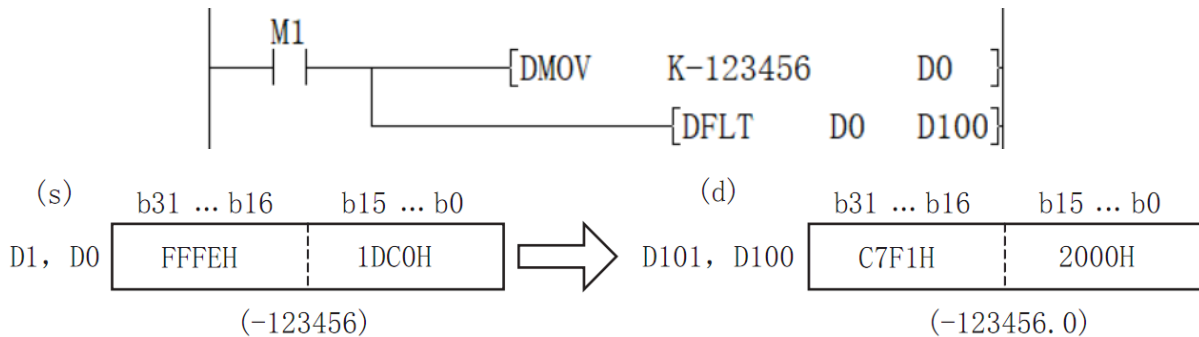 M1
[DMOV K-123456 D0 ]
[DFLT D0 D100]
(s)
b31 ... b16 b15 ... b0
D1, D0 FFFEH 1DC0H
(-123456)
(d)
b31 ... b16 b15 ... b0
D101, D100 C7F1H 2000H
(-123456.0)